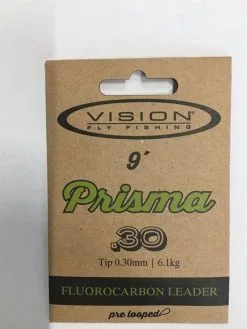 VISION
FLY FISHING
9´
Prisma
.30
Tip 0.30mm | 6.1kg
FLUOROCARBON LEADER
pre looped